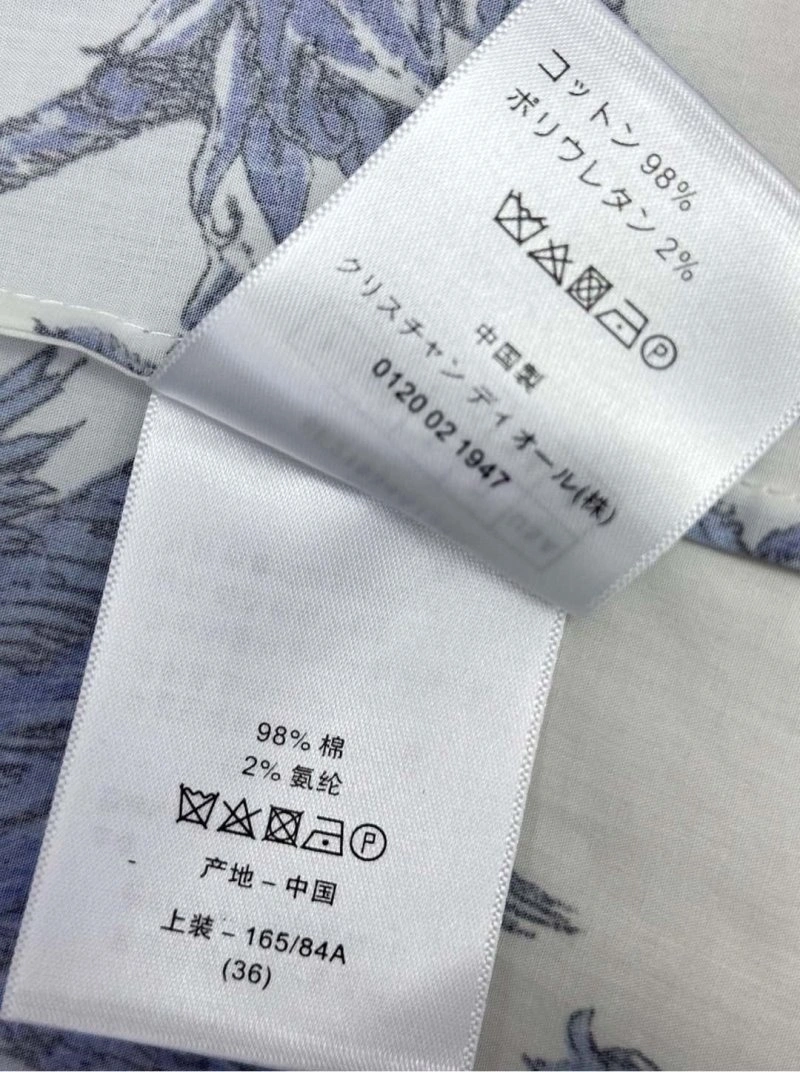 コットン 98%
ポリウレタン 2%
中国製
クリスチャン ディオール(株)
0120 02 1947
98% 棉
2% 氨纶
P
产地 – 中国
上装 – 165/84A
(36)